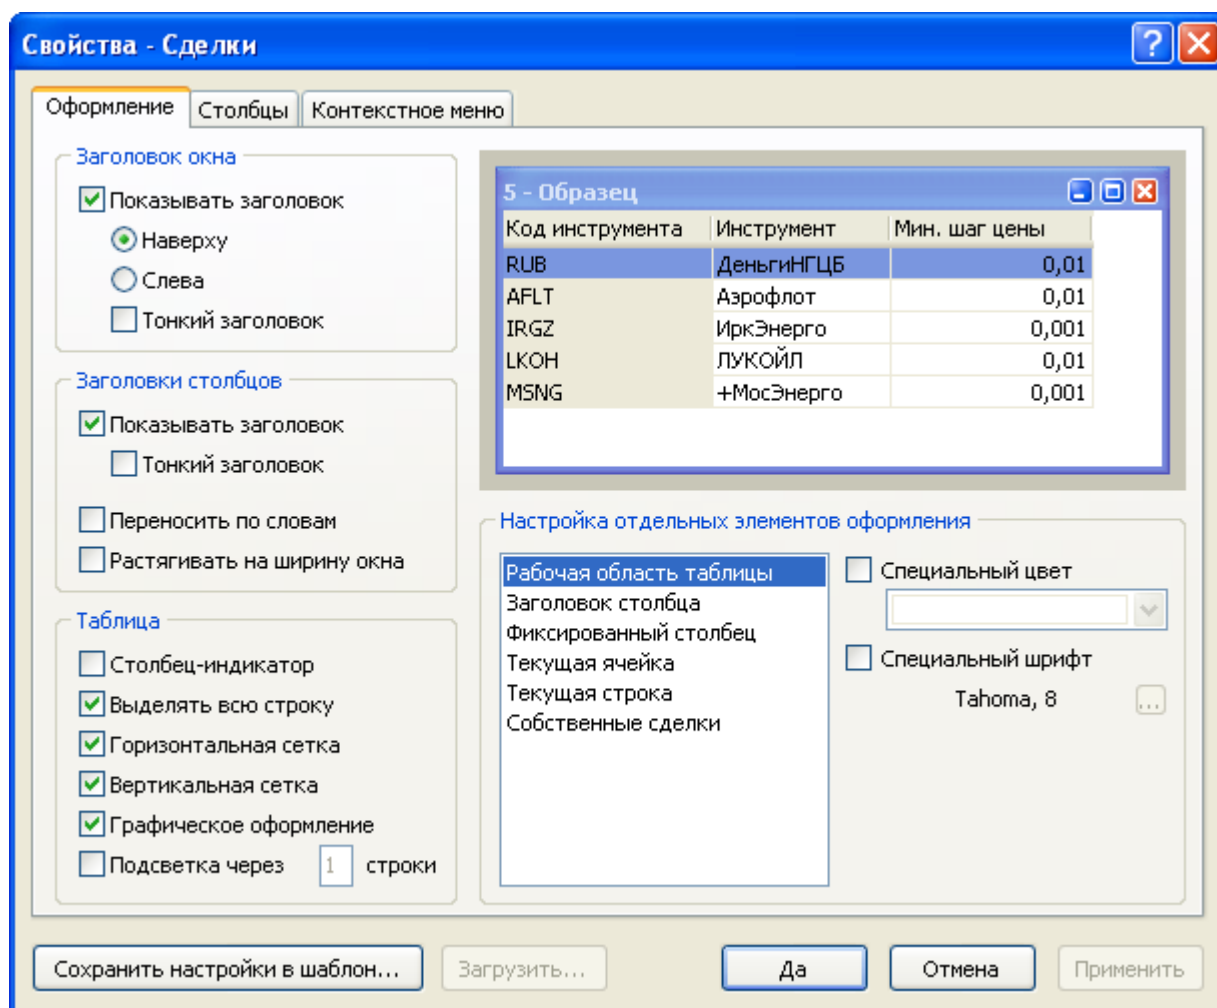 Свойства - Сделки
Оформление
Столбцы
Контекстное меню
Заголовок окна
Показывать заголовок
Наверху
Слева
Тонкий заголовок
Заголовки столбцов
Показывать заголовок
Тонкий заголовок
Переносить по словам
Растягивать на ширину окна
Таблица
Столбец-индикатор
Выделять всю строку
Горизонтальная сетка
Вертикальная сетка
Графическое оформление
Подсветка через 1 строки
5 - Образец
Код инструмента Инструмент Мин. шаг цены
RUB ДеньгиНГЦБ 0,01
AFLT Аэрофлот 0,01
IRGZ ИркЭнерго 0,001
LKOH ЛУКОЙЛ 0,01
MSNG +МосЭнерго 0,001
Настройка отдельных элементов оформления
Рабочая область таблицы
Заголовок столбца
Фиксированный столбец
Текущая ячейка
Текущая строка
Собственные сделки
Специальный цвет
Специальный шрифт
Tahoma, 8
...
Сохранить настройки в шаблон...
Загрузить...
Да
Отмена
Применить